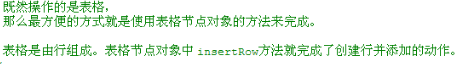 既然操作的是表格，
那么最方便的方式就是使用表格节点对象的方法来完成。
表格是由行组成。表格节点对象中insertRow方法就完成了创建行并添加的动作。